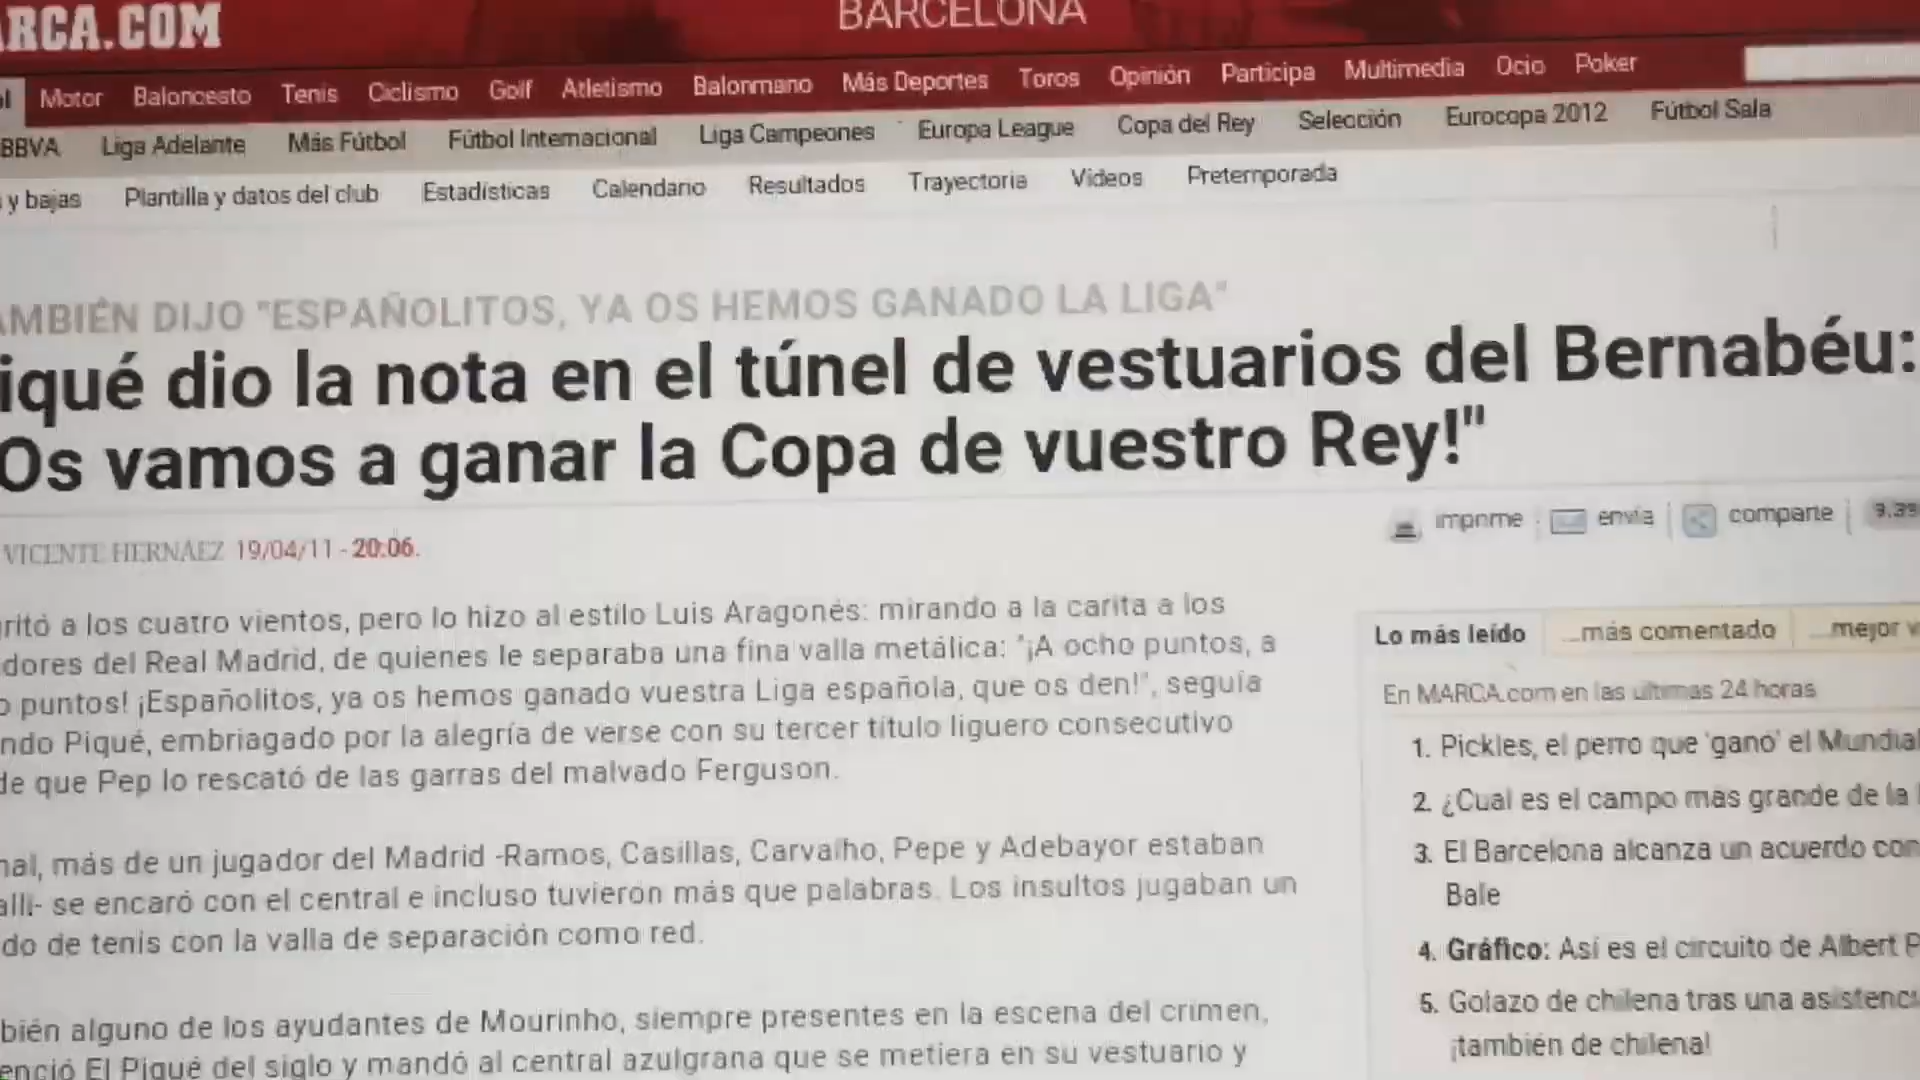 ARCA.COM
BARCELONA
Motor Baloncesto Tenis Ciclismo Golf Atletismo Balonmano Más Deportes Toros Opinión Participa Multimedia Ocio Poker
BBVA Liga Adelante Más Fútbol Fútbol Internacional Liga Campeones Europa League Copa del Rey Selección Eurocopa 2012 Fútbol Sala
y bajas Plantilla y datos del club Estadísticas Calendario Resultados Trayectoria Vídeos Pretemporada
AMBIÉN DIJO "ESPAÑOLITOS, YA OS HEMOS GANADO LA LIGA"
iqué dio la nota en el túnel de vestuarios del Bernabéu:
Os vamos a ganar la Copa de vuestro Rey!"
imprime envía comparte
VICENTE HERNÁEZ 19/04/11 - 20:06.
ritó a los cuatro vientos, pero lo hizo al estilo Luis Aragonés: mirando a la carita a los
dores del Real Madrid, de quienes le separaba una fina valla metálica: "¡A ocho puntos, a
o puntos! ¡Españolitos, ya os hemos ganado vuestra Liga española, que os den!", seguía
ndo Piqué, embriagado por la alegría de verse con su tercer título liguero consecutivo
de que Pep lo rescató de las garras del malvado Ferguson.
nal, más de un jugador del Madrid -Ramos, Casillas, Carvalho, Pepe y Adebayor estaban
allí- se encaró con el central e incluso tuvieron más que palabras. Los insultos jugaban un
do de tenis con la valla de separación como red.
bién alguno de los ayudantes de Mourinho, siempre presentes en la escena del crimen,
enció El Piqué del siglo y mandó al central azulgrana que se metiera en su vestuario y
Lo más leído ...más comentado ...mejor v
En MARCA.com en las últimas 24 horas
1. Pickles, el perro que 'ganó' el Mundial
2. ¿Cuál es el campo más grande de la
3. El Barcelona alcanza un acuerdo con
Bale
4. Gráfico: Así es el circuito de Albert P
5. Golazo de chilena tras una asistenci
¡también de chilena!